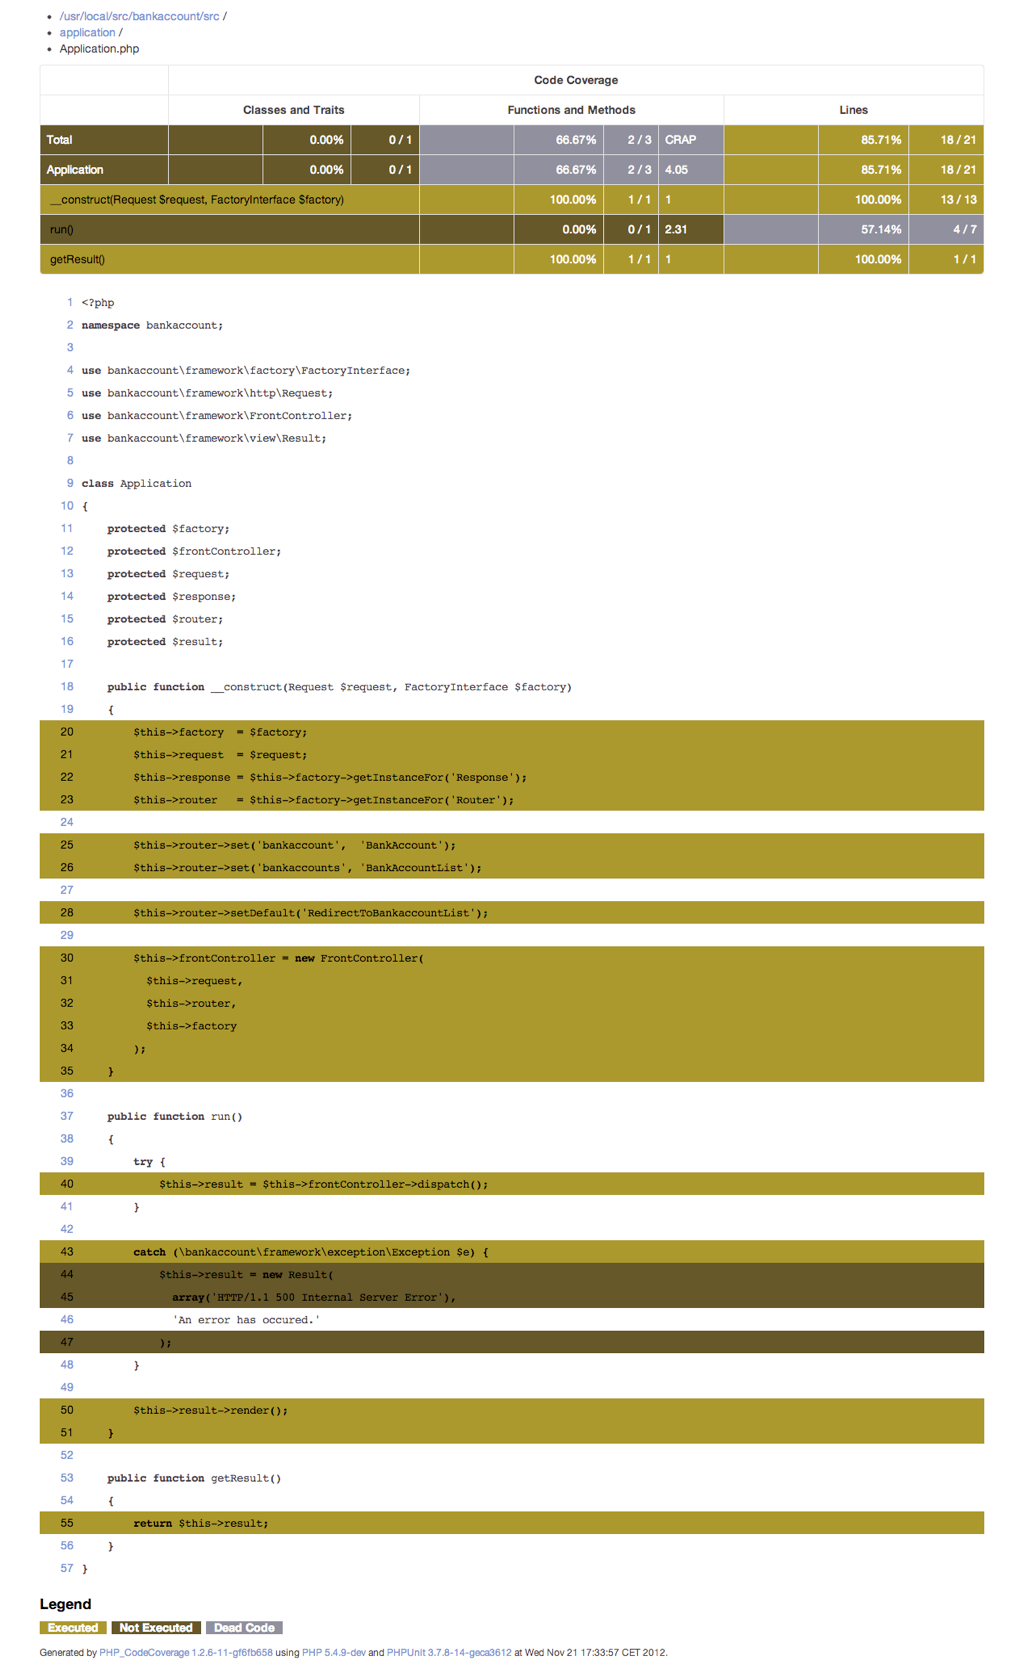 /usr/local/src/bankaccount/src /
application /
Application.php
Code Coverage
Classes and Traits Functions and Methods Lines
Total 0.00% 0 / 1 66.67% 2 / 3 CRAP 85.71% 18 / 21
Application 0.00% 0 / 1 66.67% 2 / 3 4.05 85.71% 18 / 21
__construct(Request $request, FactoryInterface $factory) 100.00% 1 / 1 1 100.00% 13 / 13
run() 0.00% 0 / 1 2.31 57.14% 4 / 7
getResult() 100.00% 1 / 1 1 100.00% 1 / 1
1 <?php
2 namespace bankaccount;
3
4 use bankaccount\framework\factory\FactoryInterface;
5 use bankaccount\framework\http\Request;
6 use bankaccount\framework\FrontController;
7 use bankaccount\framework\view\Result;
8
9 class Application
10 {
11     protected $factory;
12     protected $frontController;
13     protected $request;
14     protected $response;
15     protected $router;
16     protected $result;
17
18     public function __construct(Request $request, FactoryInterface $factory)
19     {
20         $this->factory  = $factory;
21         $this->request  = $request;
22         $this->response = $this->factory->getInstanceFor('Response');
23         $this->router   = $this->factory->getInstanceFor('Router');
24
25         $this->router->set('bankaccount',  'BankAccount');
26         $this->router->set('bankaccounts', 'BankAccountList');
27
28         $this->router->setDefault('RedirectToBankaccountList');
29
30         $this->frontController = new FrontController(
31           $this->request,
32           $this->router,
33           $this->factory
34         );
35     }
36
37     public function run()
38     {
39         try {
40             $this->result = $this->frontController->dispatch();
41         }
42
43         catch (\bankaccount\framework\exception\Exception $e) {
44             $this->result = new Result(
45               array('HTTP/1.1 500 Internal Server Error'),
46               'An error has occured.'
47             );
48         }
49
50         $this->result->render();
51     }
52
53     public function getResult()
54     {
55         return $this->result;
56     }
57 }
Legend
Executed Not Executed Dead Code
Generated by PHP_CodeCoverage 1.2.6-11-gf6fb658 using PHP 5.4.9-dev and PHPUnit 3.7.8-14-geca3612 at Wed Nov 21 17:33:57 CET 2012.